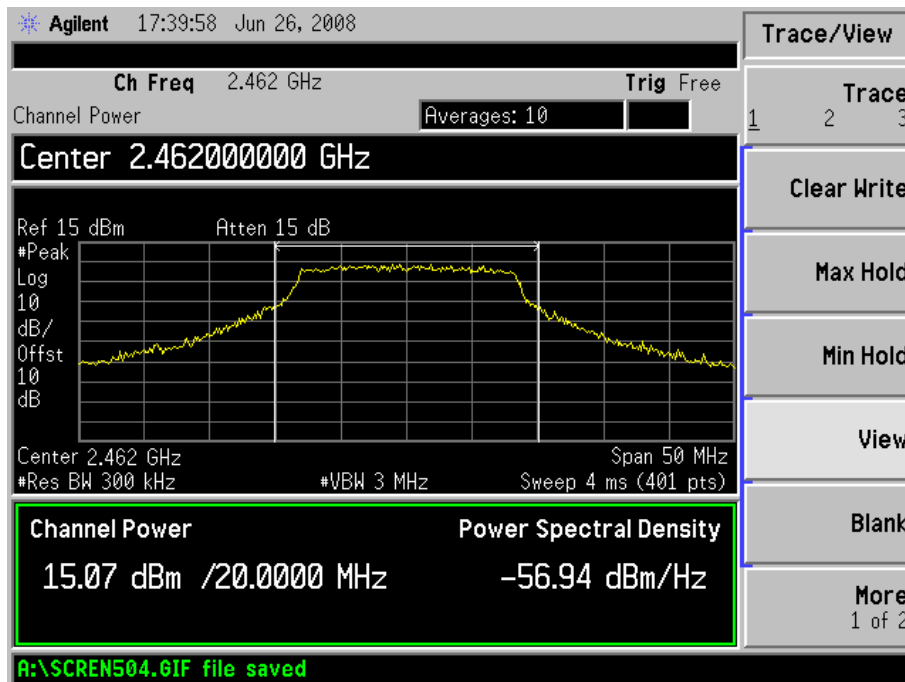 Agilent 17:39:58 Jun 26, 2008
Trace/View
Ch Freq 2.462 GHz Trig Free
Channel Power Averages: 10
Trace
1 2 3
Center 2.462000000 GHz
Clear Write
Ref 15 dBm Atten 15 dB
#Peak
Log
10
dB/
Offst
10
dB
Max Hold
Min Hold
View
Center 2.462 GHz Span 50 MHz
#Res BW 300 kHz #VBW 3 MHz Sweep 4 ms (401 pts)
Channel Power Power Spectral Density
15.07 dBm /20.0000 MHz -56.94 dBm/Hz
Blank
More
1 of 2
A:\SCREN504.GIF file saved